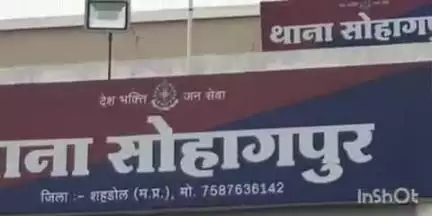 थाना सोहागपु
देश भक्ति जन सेवा
ाना सोहागपुर
जिला :- शहडोल (म.प्र.), मो. 7587636142
InShOt